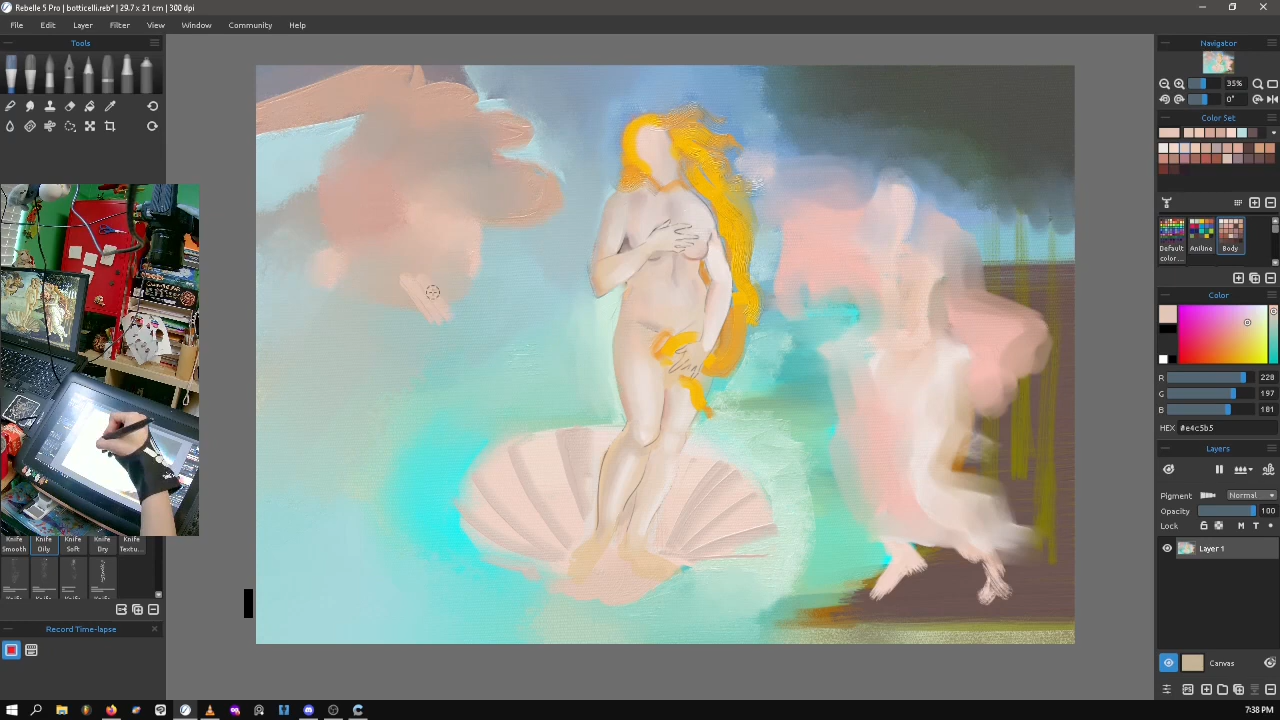 Rebelle 5 Pro | botticelli.reb* | 29.7 x 21 cm | 300 dpi
File Edit Layer Filter View Window Community Help
Tools
Knife Smooth
Knife Oily
Knife Soft
Knife Dry
Knife Textu...
Record Time-lapse
Navigator
35%
0°
Color Set
Default color ...
Aniline
Body
Color
R 228
G 197
B 181
HEX #e4c5b5
Layers
Pigment Normal
Opacity 100
Lock M T
Layer 1
Canvas
PS
7:38 PM